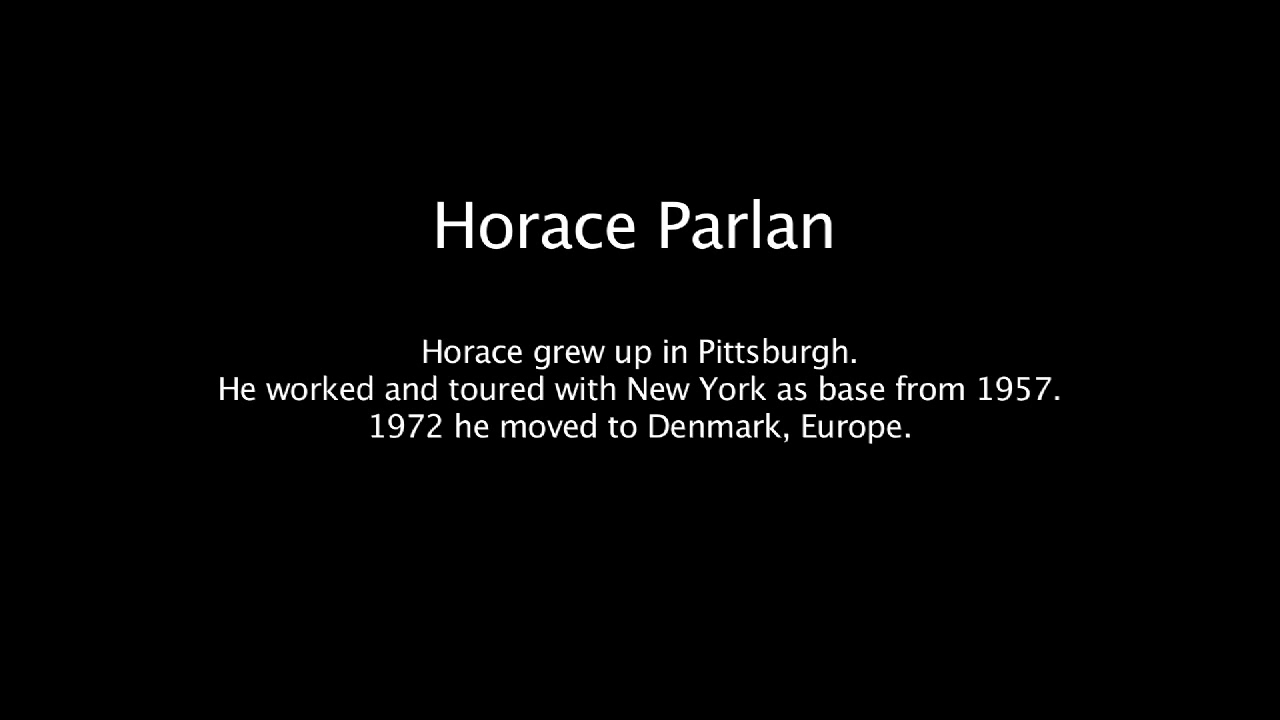 Horace Parlan
Horace grew up in Pittsburgh.
He worked and toured with New York as base from 1957.
1972 he moved to Denmark, Europe.